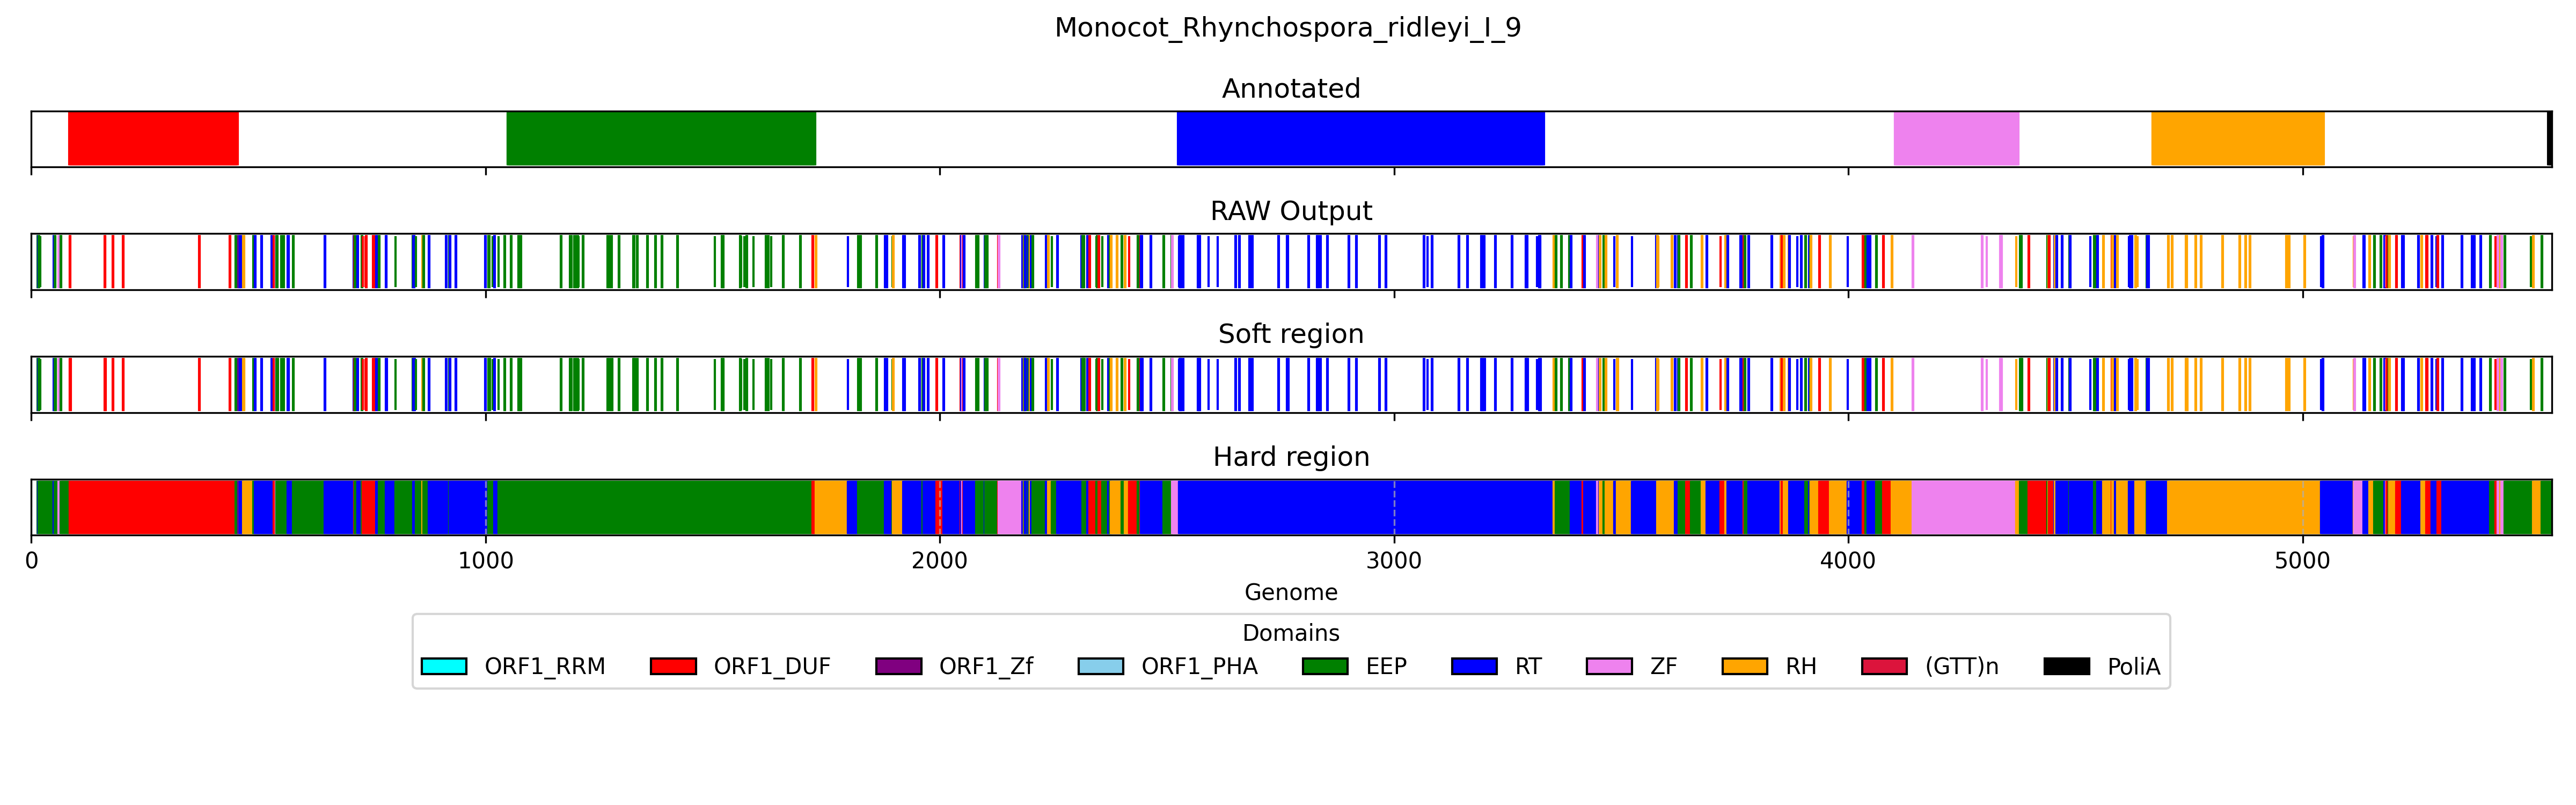 Monocot_Rhynchospora_ridleyi_I_9
Annotated
RAW Output
Soft region
Hard region
0 1000 2000 3000 4000 5000
Genome
Domains
ORF1_RRM ORF1_DUF ORF1_Zf ORF1_PHA EEP RT ZF RH (GTT)n PoliA